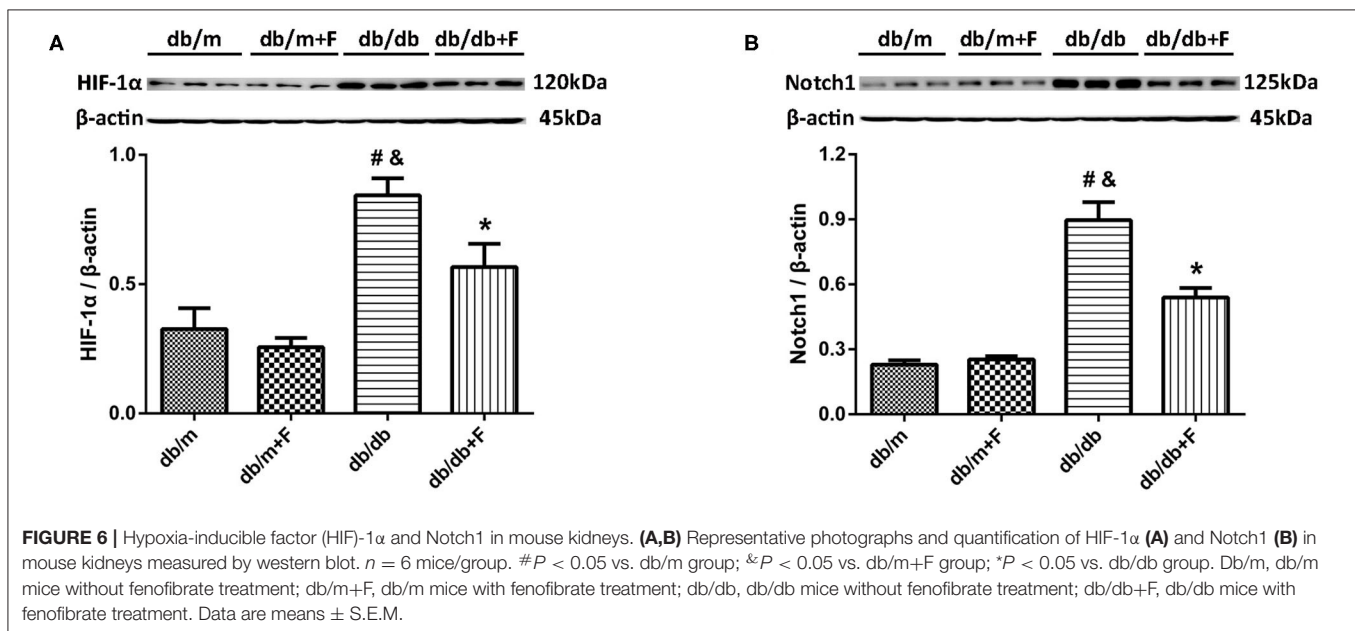 A
db/m db/m+F db/db db/db+F
HIF-1α 120kDa
β-actin 45kDa
HIF-1α / β-actin
1.0
0.5
0.0
# &
*
db/m
db/m+F
db/db
db/db+F
B
db/m db/m+F db/db db/db+F
Notch1 125kDa
β-actin 45kDa
Notch1 / β-actin
1.2
0.9
0.6
0.3
0.0
# &
*
db/m
db/m+F
db/db
db/db+F
FIGURE 6 | Hypoxia-inducible factor (HIF)-1α and Notch1 in mouse kidneys. (A,B) Representative photographs and quantification of HIF-1α (A) and Notch1 (B) in
mouse kidneys measured by western blot. n = 6 mice/group. #P < 0.05 vs. db/m group; &P < 0.05 vs. db/m+F group; *P < 0.05 vs. db/db group. Db/m, db/m
mice without fenofibrate treatment; db/m+F, db/m mice with fenofibrate treatment; db/db, db/db mice without fenofibrate treatment; db/db+F, db/db mice with
fenofibrate treatment. Data are means ± S.E.M.